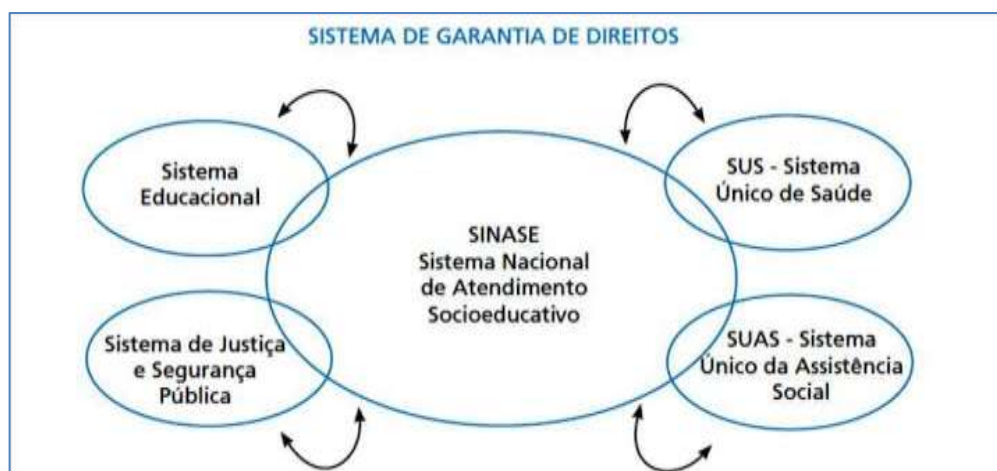 SISTEMA DE GARANTIA DE DIREITOS
Sistema
Educacional
SUS - Sistema
Único de Saúde
SINASE
Sistema Nacional
de Atendimento
Socioeducativo
Sistema de Justiça
e Segurança
Pública
SUAS - Sistema
Único da Assistência
Social